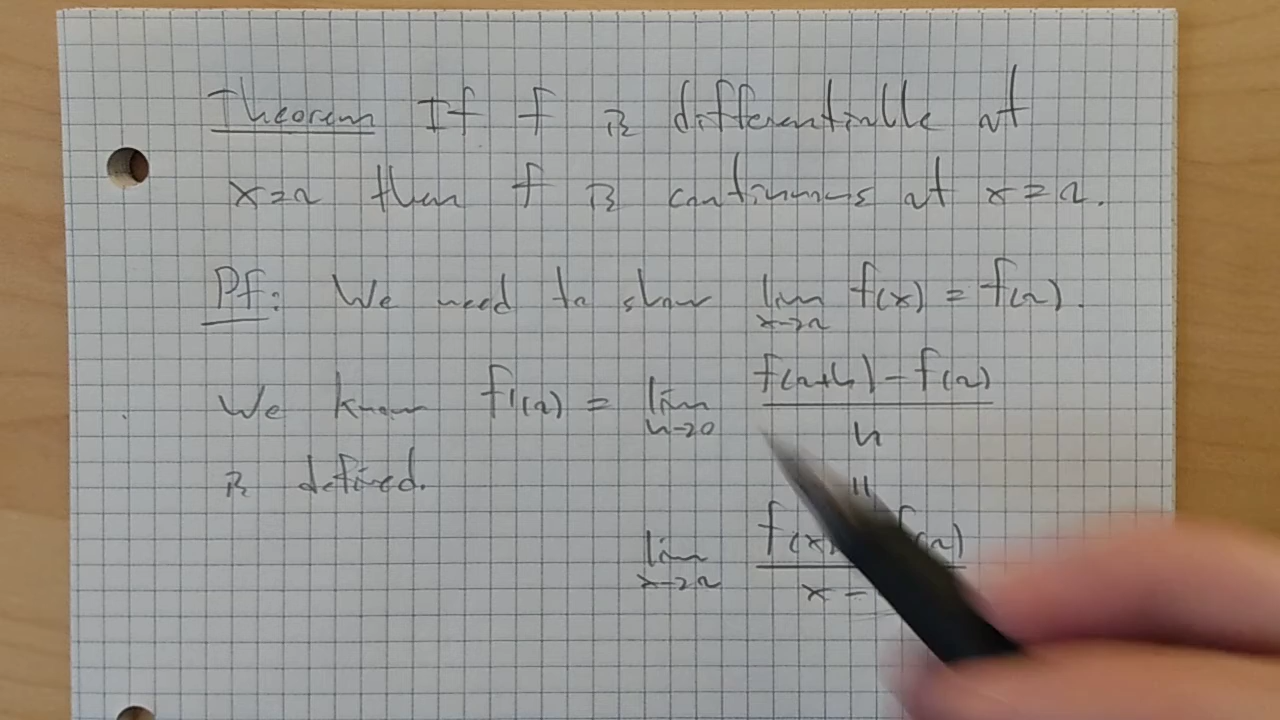 Theorem If f is differentiable at
x=a then f is continuous at x=a.
Pf: We need to show lim x→a f(x) = f(a).
We know f'(a) = lim h→0 (f(a+h) - f(a))/h
is defined.
=
lim x→a f(x) f(a) / x -